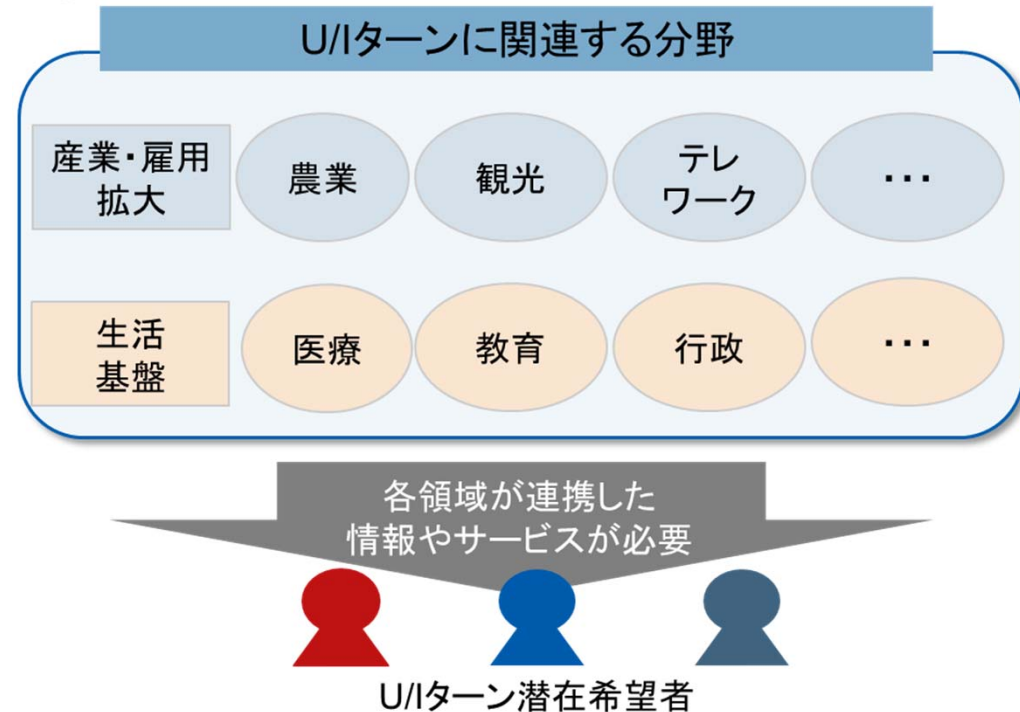 U/Iターンに関連する分野
産業・雇用
拡大
農業
観光
テレ
ワーク
･･･
生活
基盤
医療
教育
行政
･･･
各領域が連携した
情報やサービスが必要
U/Iターン潜在希望者